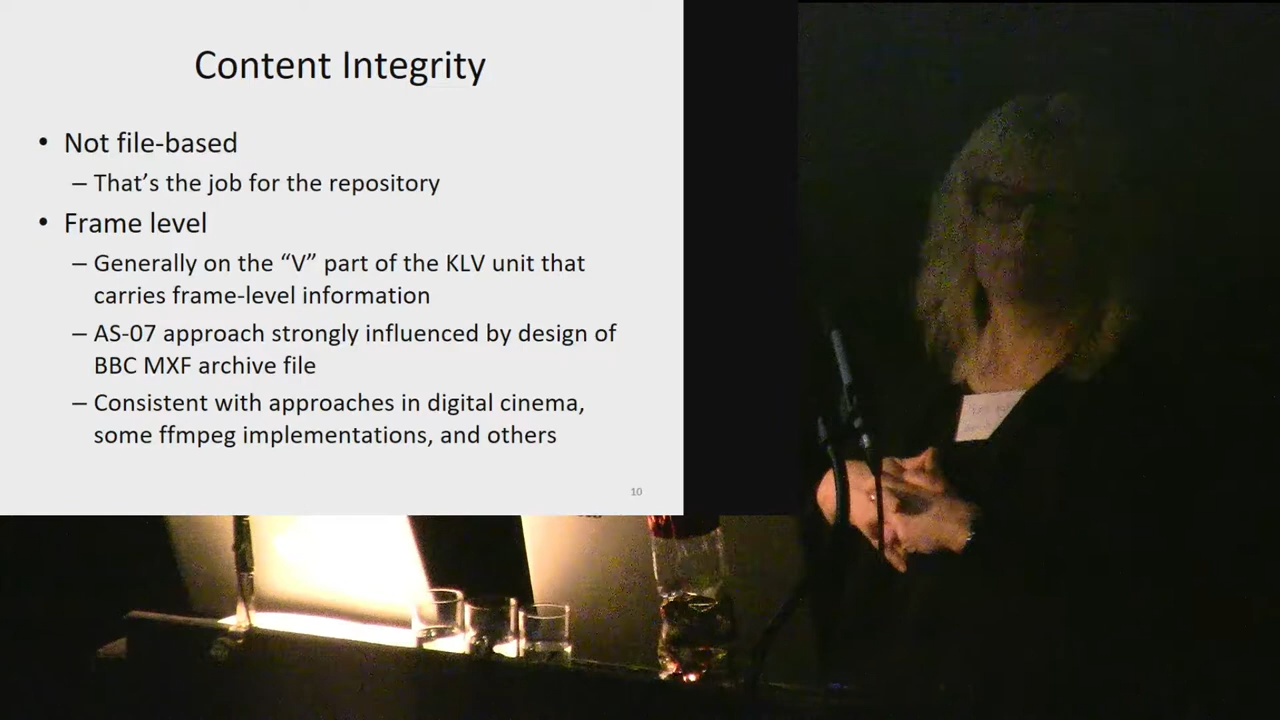 Content Integrity
• Not file-based
– That’s the job for the repository
• Frame level
– Generally on the “V” part of the KLV unit that
carries frame-level information
– AS-07 approach strongly influenced by design of
BBC MXF archive file
– Consistent with approaches in digital cinema,
some ffmpeg implementations, and others
10